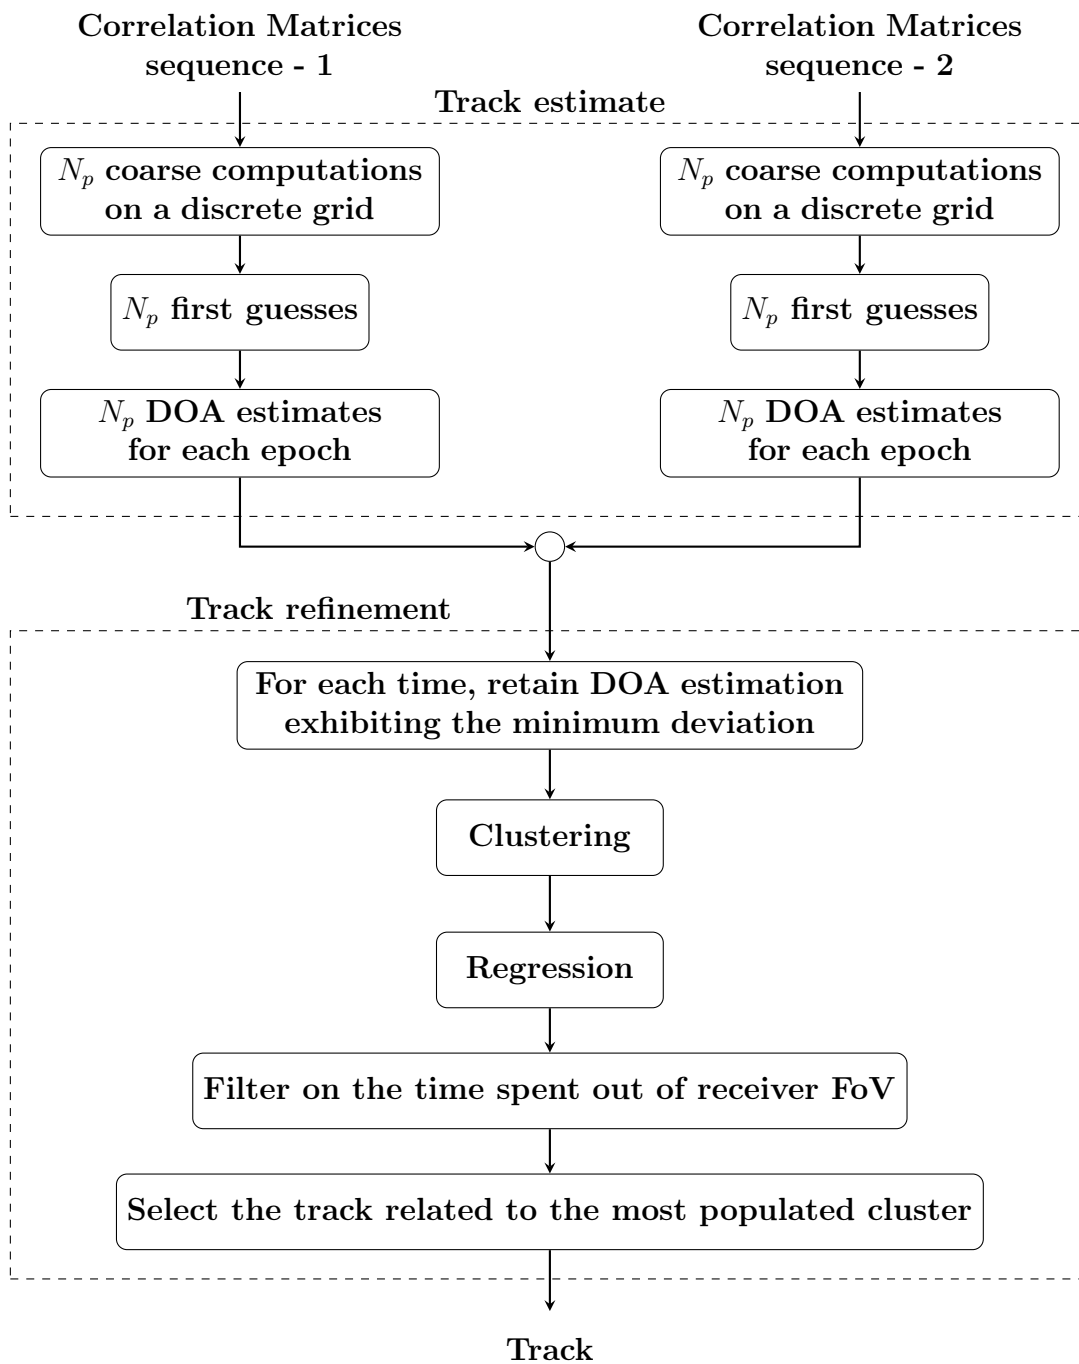 Correlation Matrices
sequence - 1
Correlation Matrices
sequence - 2
Track estimate
N_p coarse computations
on a discrete grid
N_p coarse computations
on a discrete grid
N_p first guesses
N_p first guesses
N_p DOA estimates
for each epoch
N_p DOA estimates
for each epoch
Track refinement
For each time, retain DOA estimation
exhibiting the minimum deviation
Clustering
Regression
Filter on the time spent out of receiver FoV
Select the track related to the most populated cluster
Track